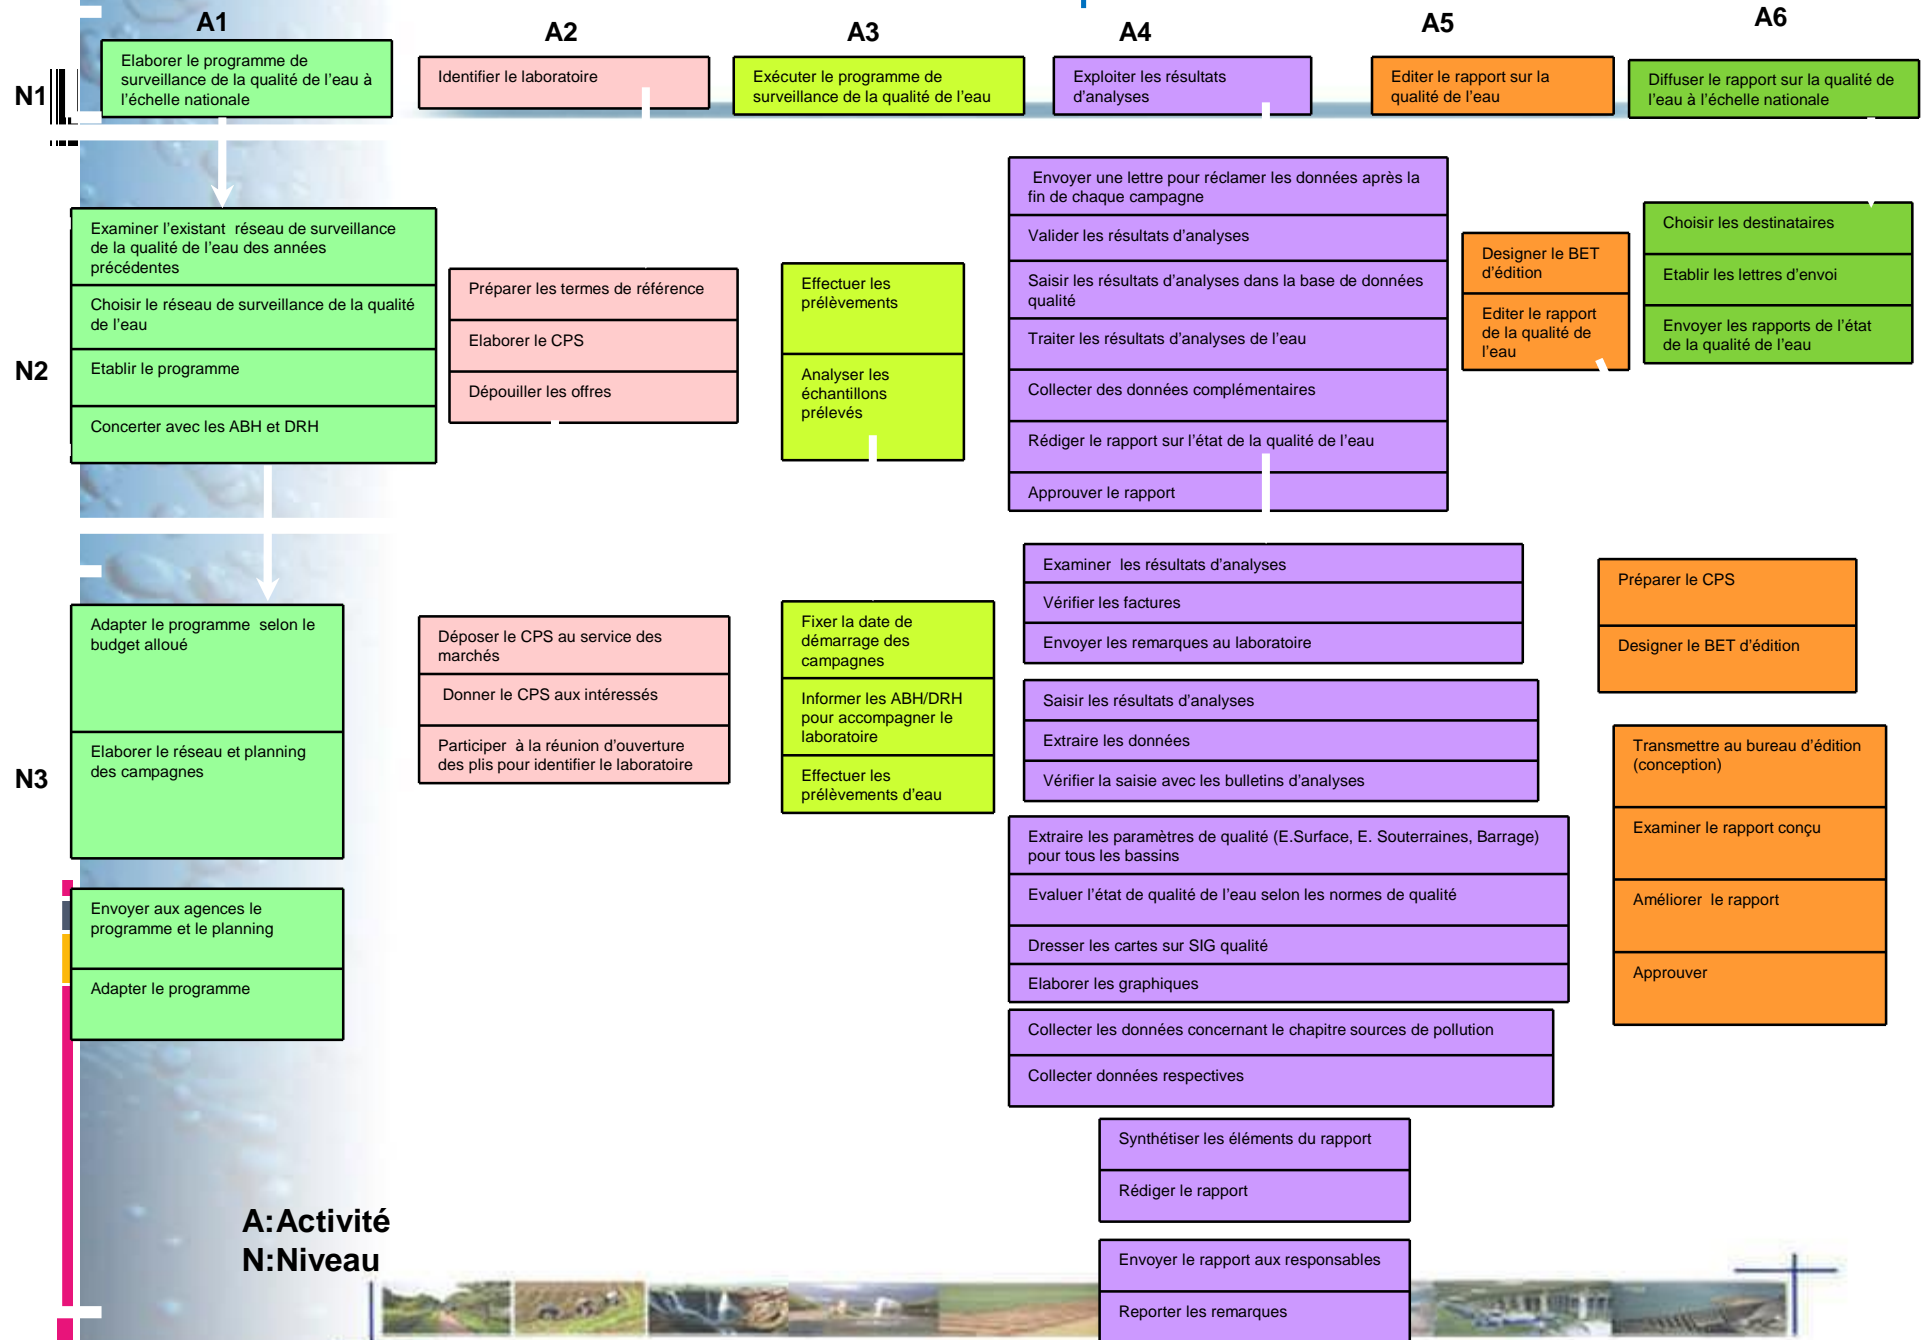 A1
A2
A3
A4
A5
A6
N1
Elaborer le programme de
surveillance de la qualité de l'eau à
l'échelle nationale
Identifier le laboratoire
Exécuter le programme de
surveillance de la qualité de l'eau
Exploiter les résultats
d'analyses
Editer le rapport sur la
qualité de l'eau
Diffuser le rapport sur la qualité de
l'eau à l'échelle nationale
N2
Examiner l'existant réseau de surveillance
de la qualité de l'eau des années
précédentes
Choisir le réseau de surveillance de la qualité
de l'eau
Etablir le programme
Concerter avec les ABH et DRH
Préparer les termes de référence
Elaborer le CPS
Dépouiller les offres
Effectuer les
prélèvements
Analyser les
échantillons
prélevés
Envoyer une lettre pour réclamer les données après la
fin de chaque campagne
Valider les résultats d'analyses
Saisir les résultats d'analyses dans la base de données
qualité
Traiter les résultats d'analyses de l'eau
Collecter des données complémentaires
Rédiger le rapport sur l'état de la qualité de l'eau
Approuver le rapport
Designer le BET
d'édition
Editer le rapport
de la qualité de
l'eau
Choisir les destinataires
Etablir les lettres d'envoi
Envoyer les rapports de l'état
de la qualité de l'eau
N3
Adapter le programme selon le
budget alloué
Elaborer le réseau et planning
des campagnes
Envoyer aux agences le
programme et le planning
Adapter le programme
Déposer le CPS au service des
marchés
Donner le CPS aux intéressés
Participer à la réunion d'ouverture
des plis pour identifier le laboratoire
Fixer la date de
démarrage des
campagnes
Informer les ABH/DRH
pour accompagner le
laboratoire
Effectuer les
prélèvements d'eau
Examiner les résultats d'analyses
Vérifier les factures
Envoyer les remarques au laboratoire
Saisir les résultats d'analyses
Extraire les données
Vérifier la saisie avec les bulletins d'analyses
Extraire les paramètres de qualité (E.Surface, E. Souterraines, Barrage)
pour tous les bassins
Evaluer l'état de qualité de l'eau selon les normes de qualité
Dresser les cartes sur SIG qualité
Elaborer les graphiques
Collecter les données concernant le chapitre sources de pollution
Collecter données respectives
Synthétiser les éléments du rapport
Rédiger le rapport
Envoyer le rapport aux responsables
Reporter les remarques
Préparer le CPS
Designer le BET d'édition
Transmettre au bureau d'édition
(conception)
Examiner le rapport conçu
Améliorer le rapport
Approuver
A:Activité
N:Niveau